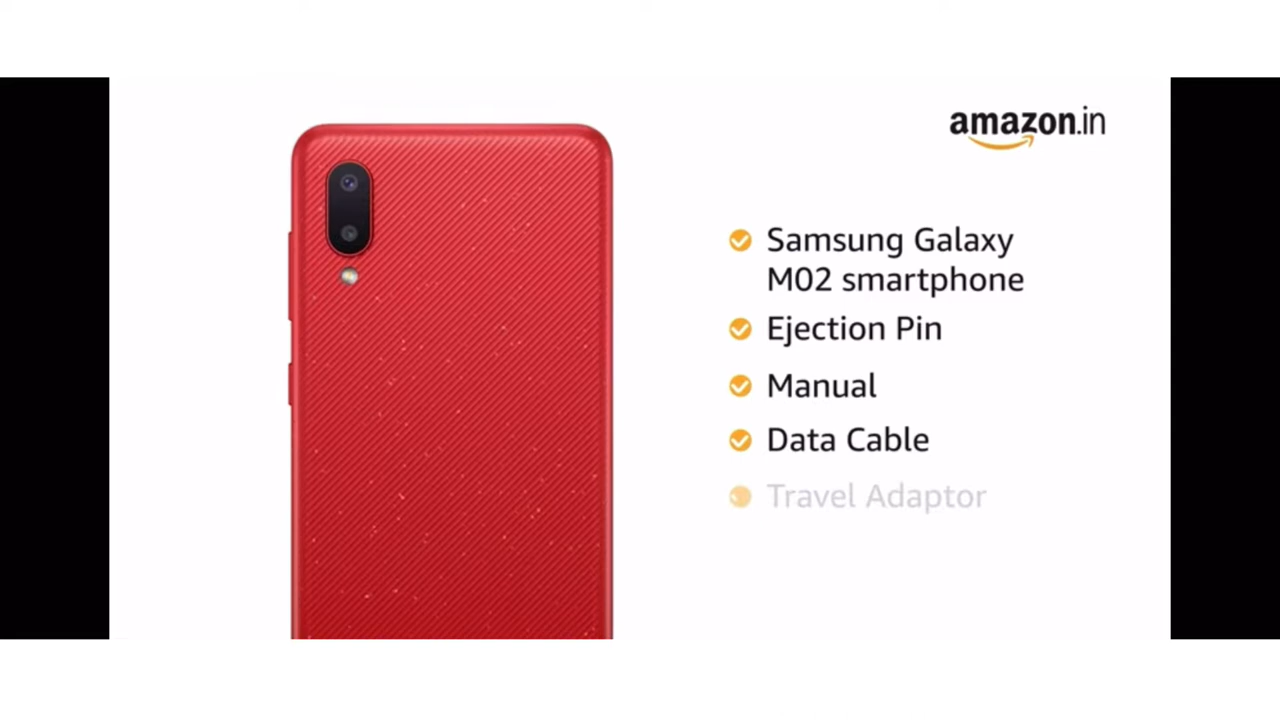 amazon.in
Samsung Galaxy
M02 smartphone
Ejection Pin
Manual
Data Cable
Travel Adaptor